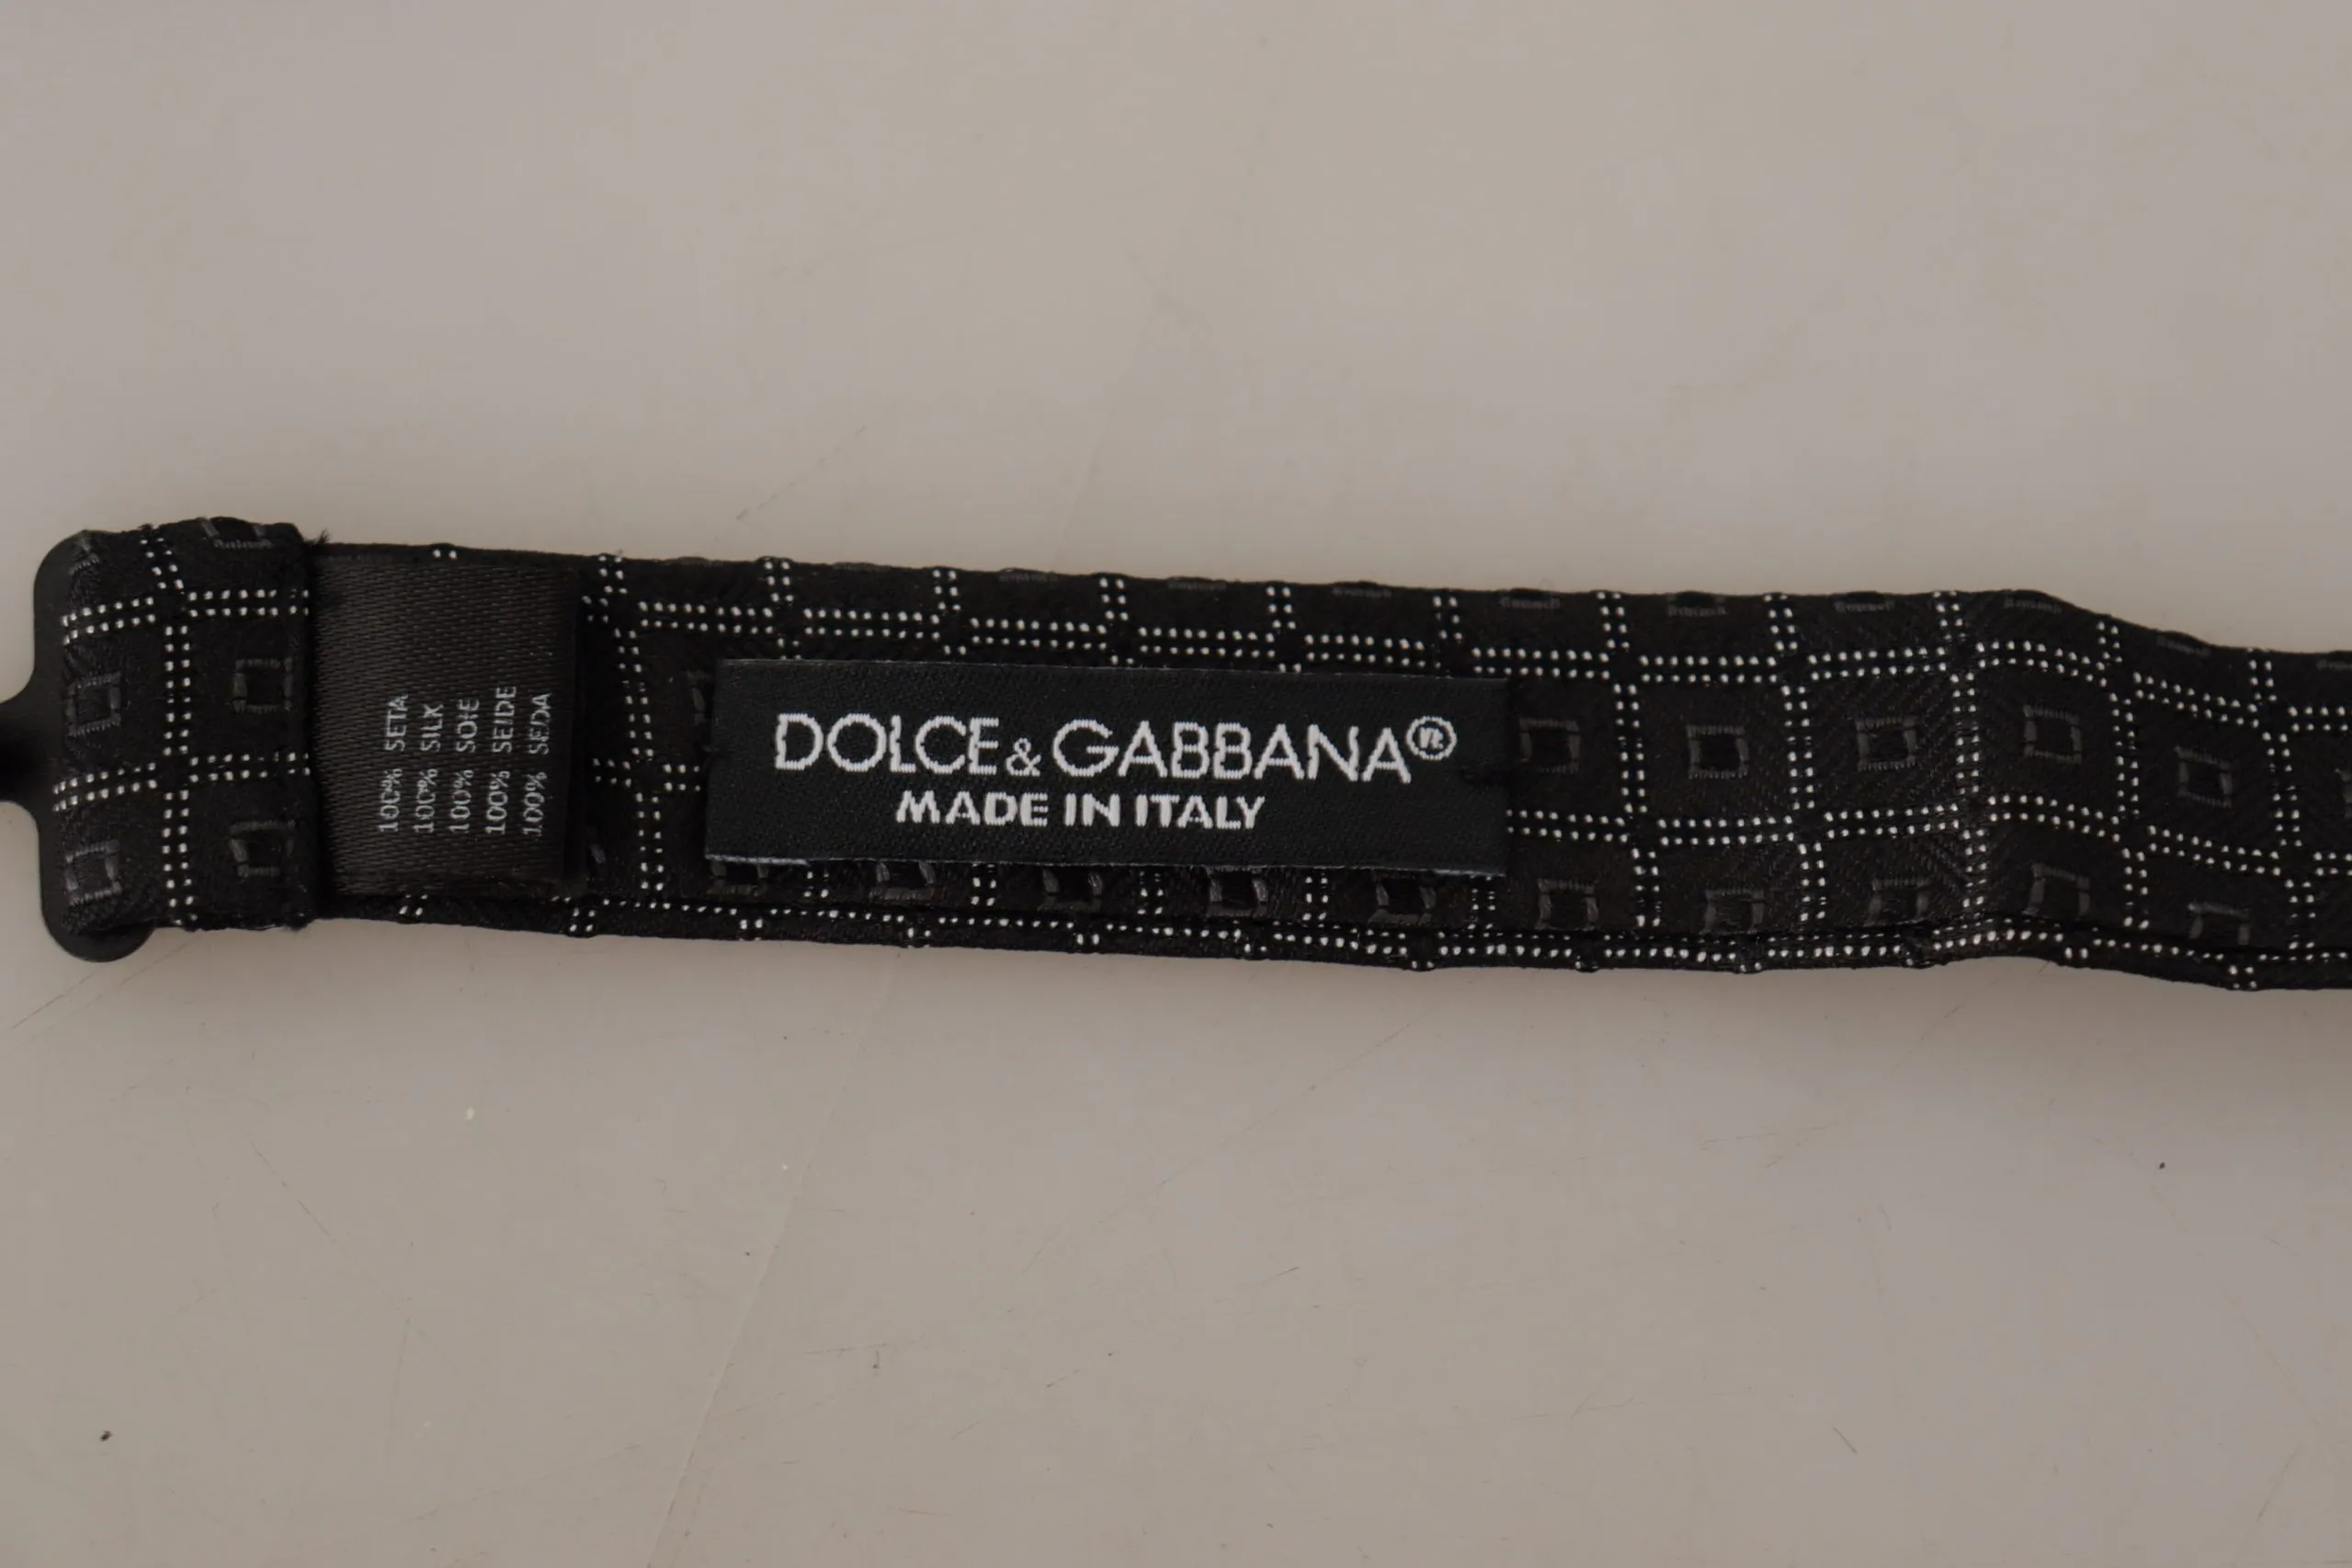 100% SETA
100% SILK
100% SOIE
100% SEIDE
100% SEDA
DOLCE&GABBANA®
MADE IN ITALY